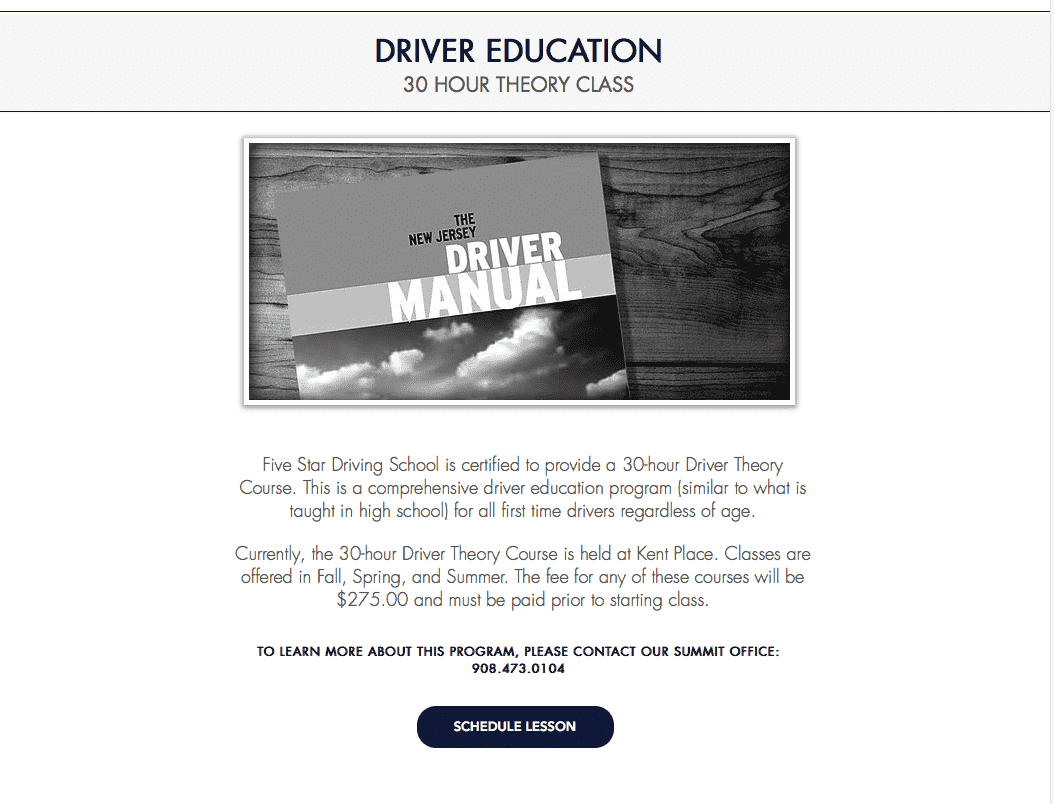 DRIVER EDUCATION
30 HOUR THEORY CLASS
THE
NEW JERSEY
DRIVER
MANUAL
Five Star Driving School is certified to provide a 30-hour Driver Theory
Course. This is a comprehensive driver education program (similar to what is
taught in high school) for all first time drivers regardless of age.
Currently, the 30-hour Driver Theory Course is held at Kent Place. Classes are
offered in Fall, Spring, and Summer. The fee for any of these courses will be
$275.00 and must be paid prior to starting class.
TO LEARN MORE ABOUT THIS PROGRAM, PLEASE CONTACT OUR SUMMIT OFFICE:
908.473.0104
SCHEDULE LESSON